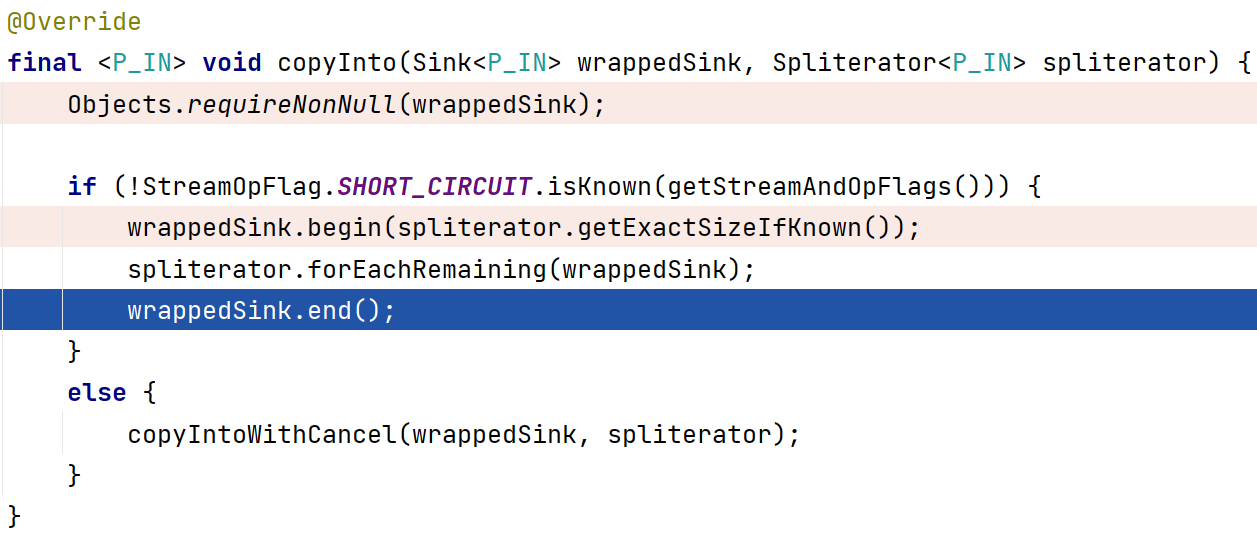 @Override
final <P_IN> void copyInto(Sink<P_IN> wrappedSink, Spliterator<P_IN> spliterator) {
Objects.requireNonNull(wrappedSink);
if (!StreamOpFlag.SHORT_CIRCUIT.isKnown(getStreamAndOpFlags())) {
wrappedSink.begin(spliterator.getExactSizeIfKnown());
spliterator.forEachRemaining(wrappedSink);
wrappedSink.end();
}
else {
copyIntoWithCancel(wrappedSink, spliterator);
}
}